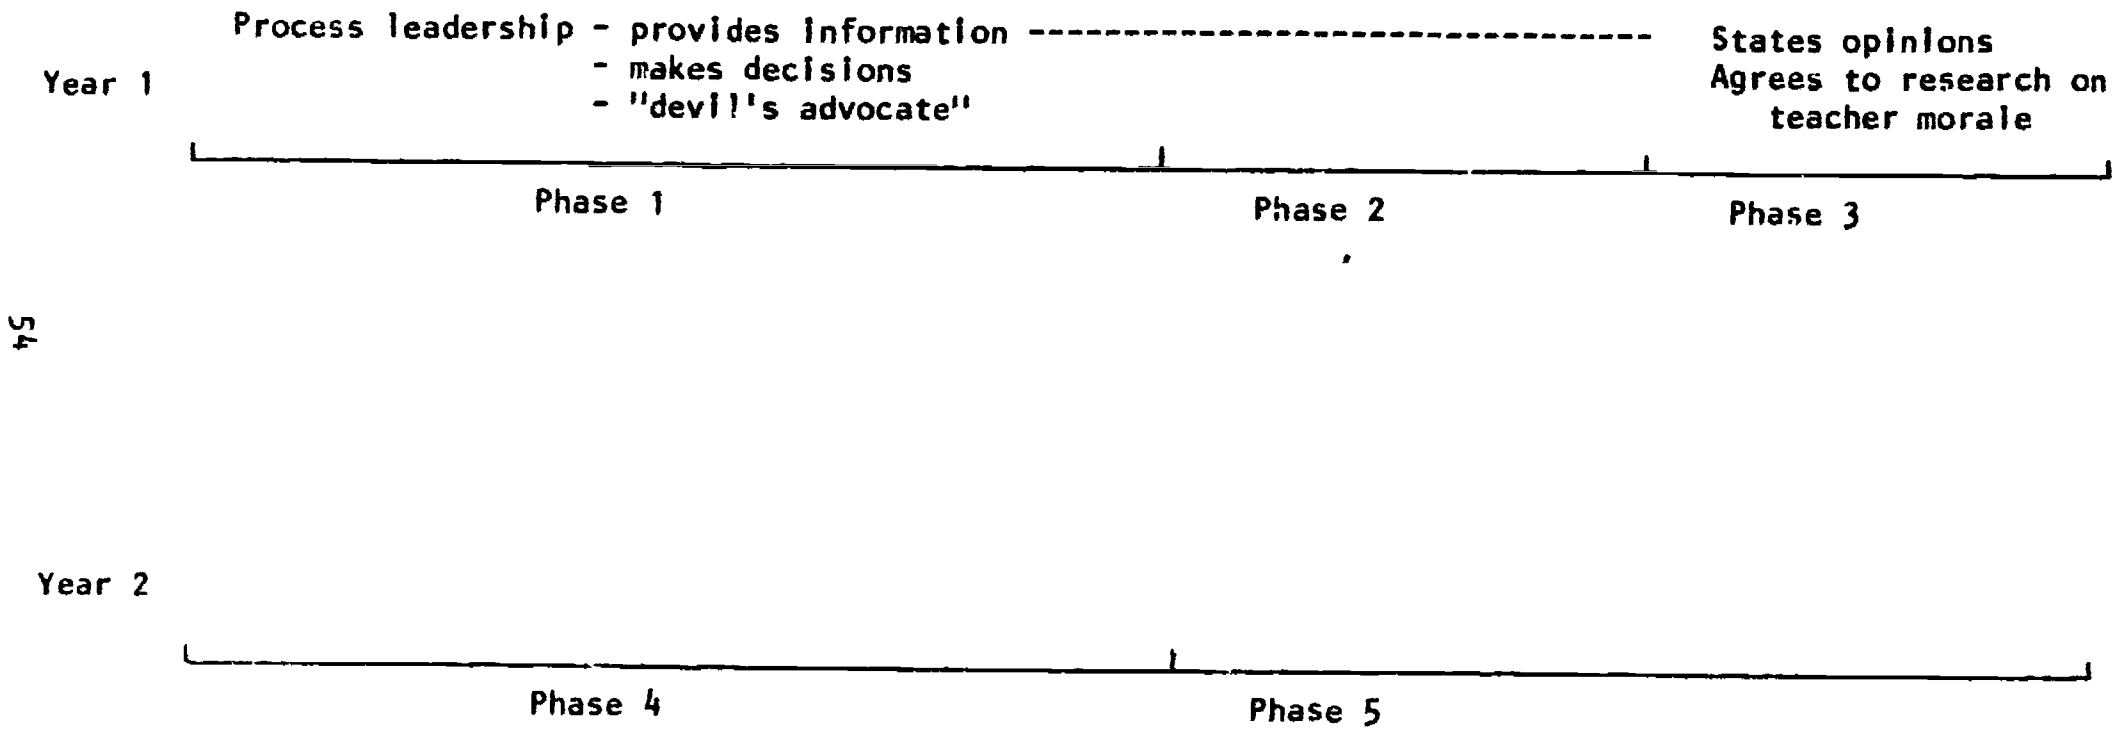 Process leadership - provides information --------------------------------- States opinions
Year 1 - makes decisions Agrees to research on
- "devil's advocate" teacher morale
Phase 1 Phase 2 Phase 3
54
Year 2
Phase 4 Phase 5